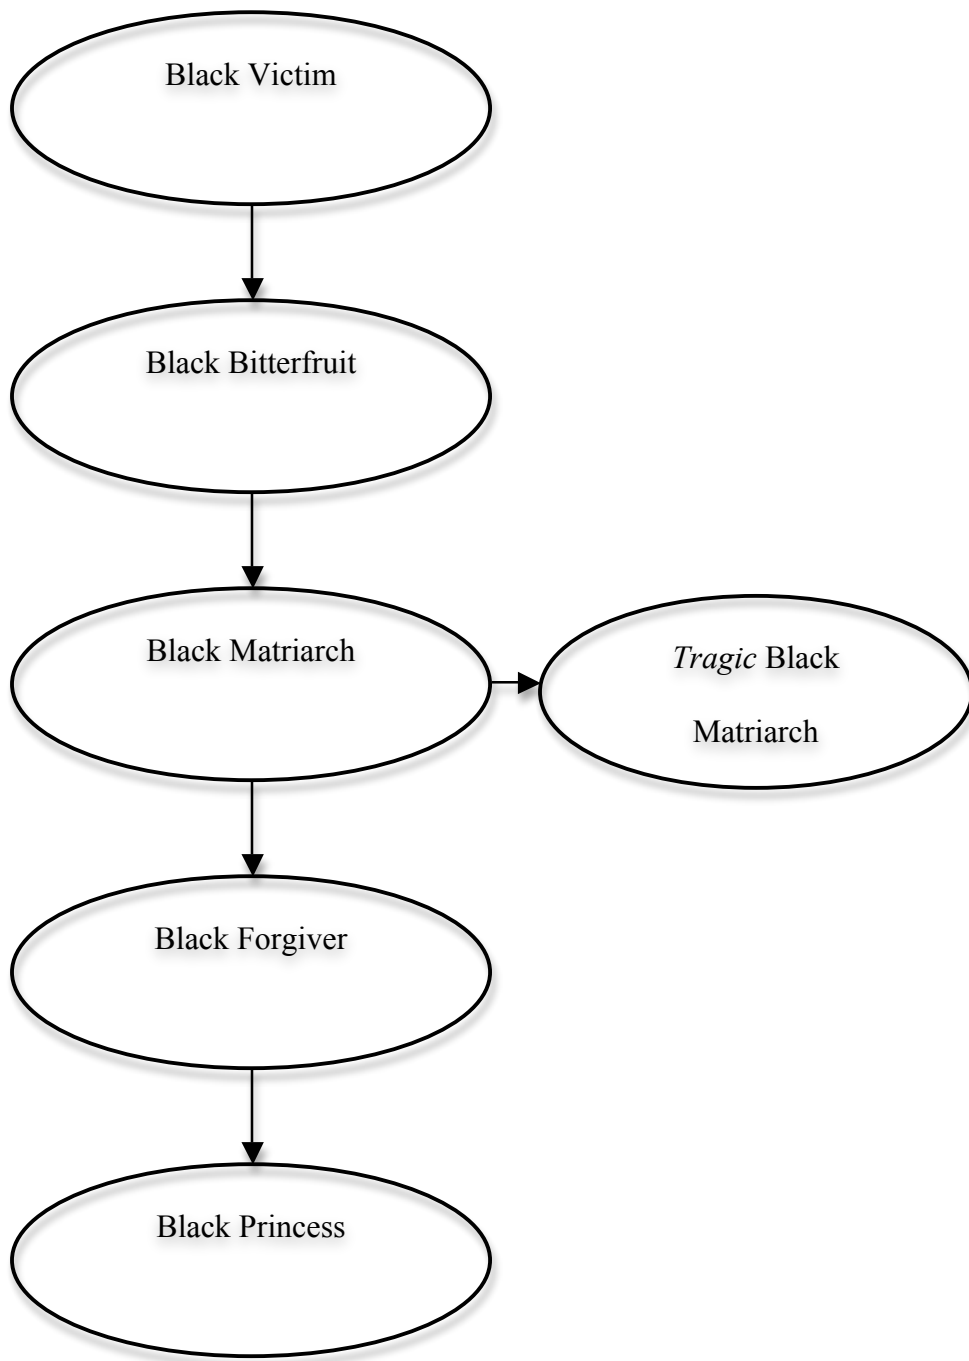 Black Victim
Black Bitterfruit
Black Matriarch
Tragic Black
Matriarch
Black Forgiver
Black Princess